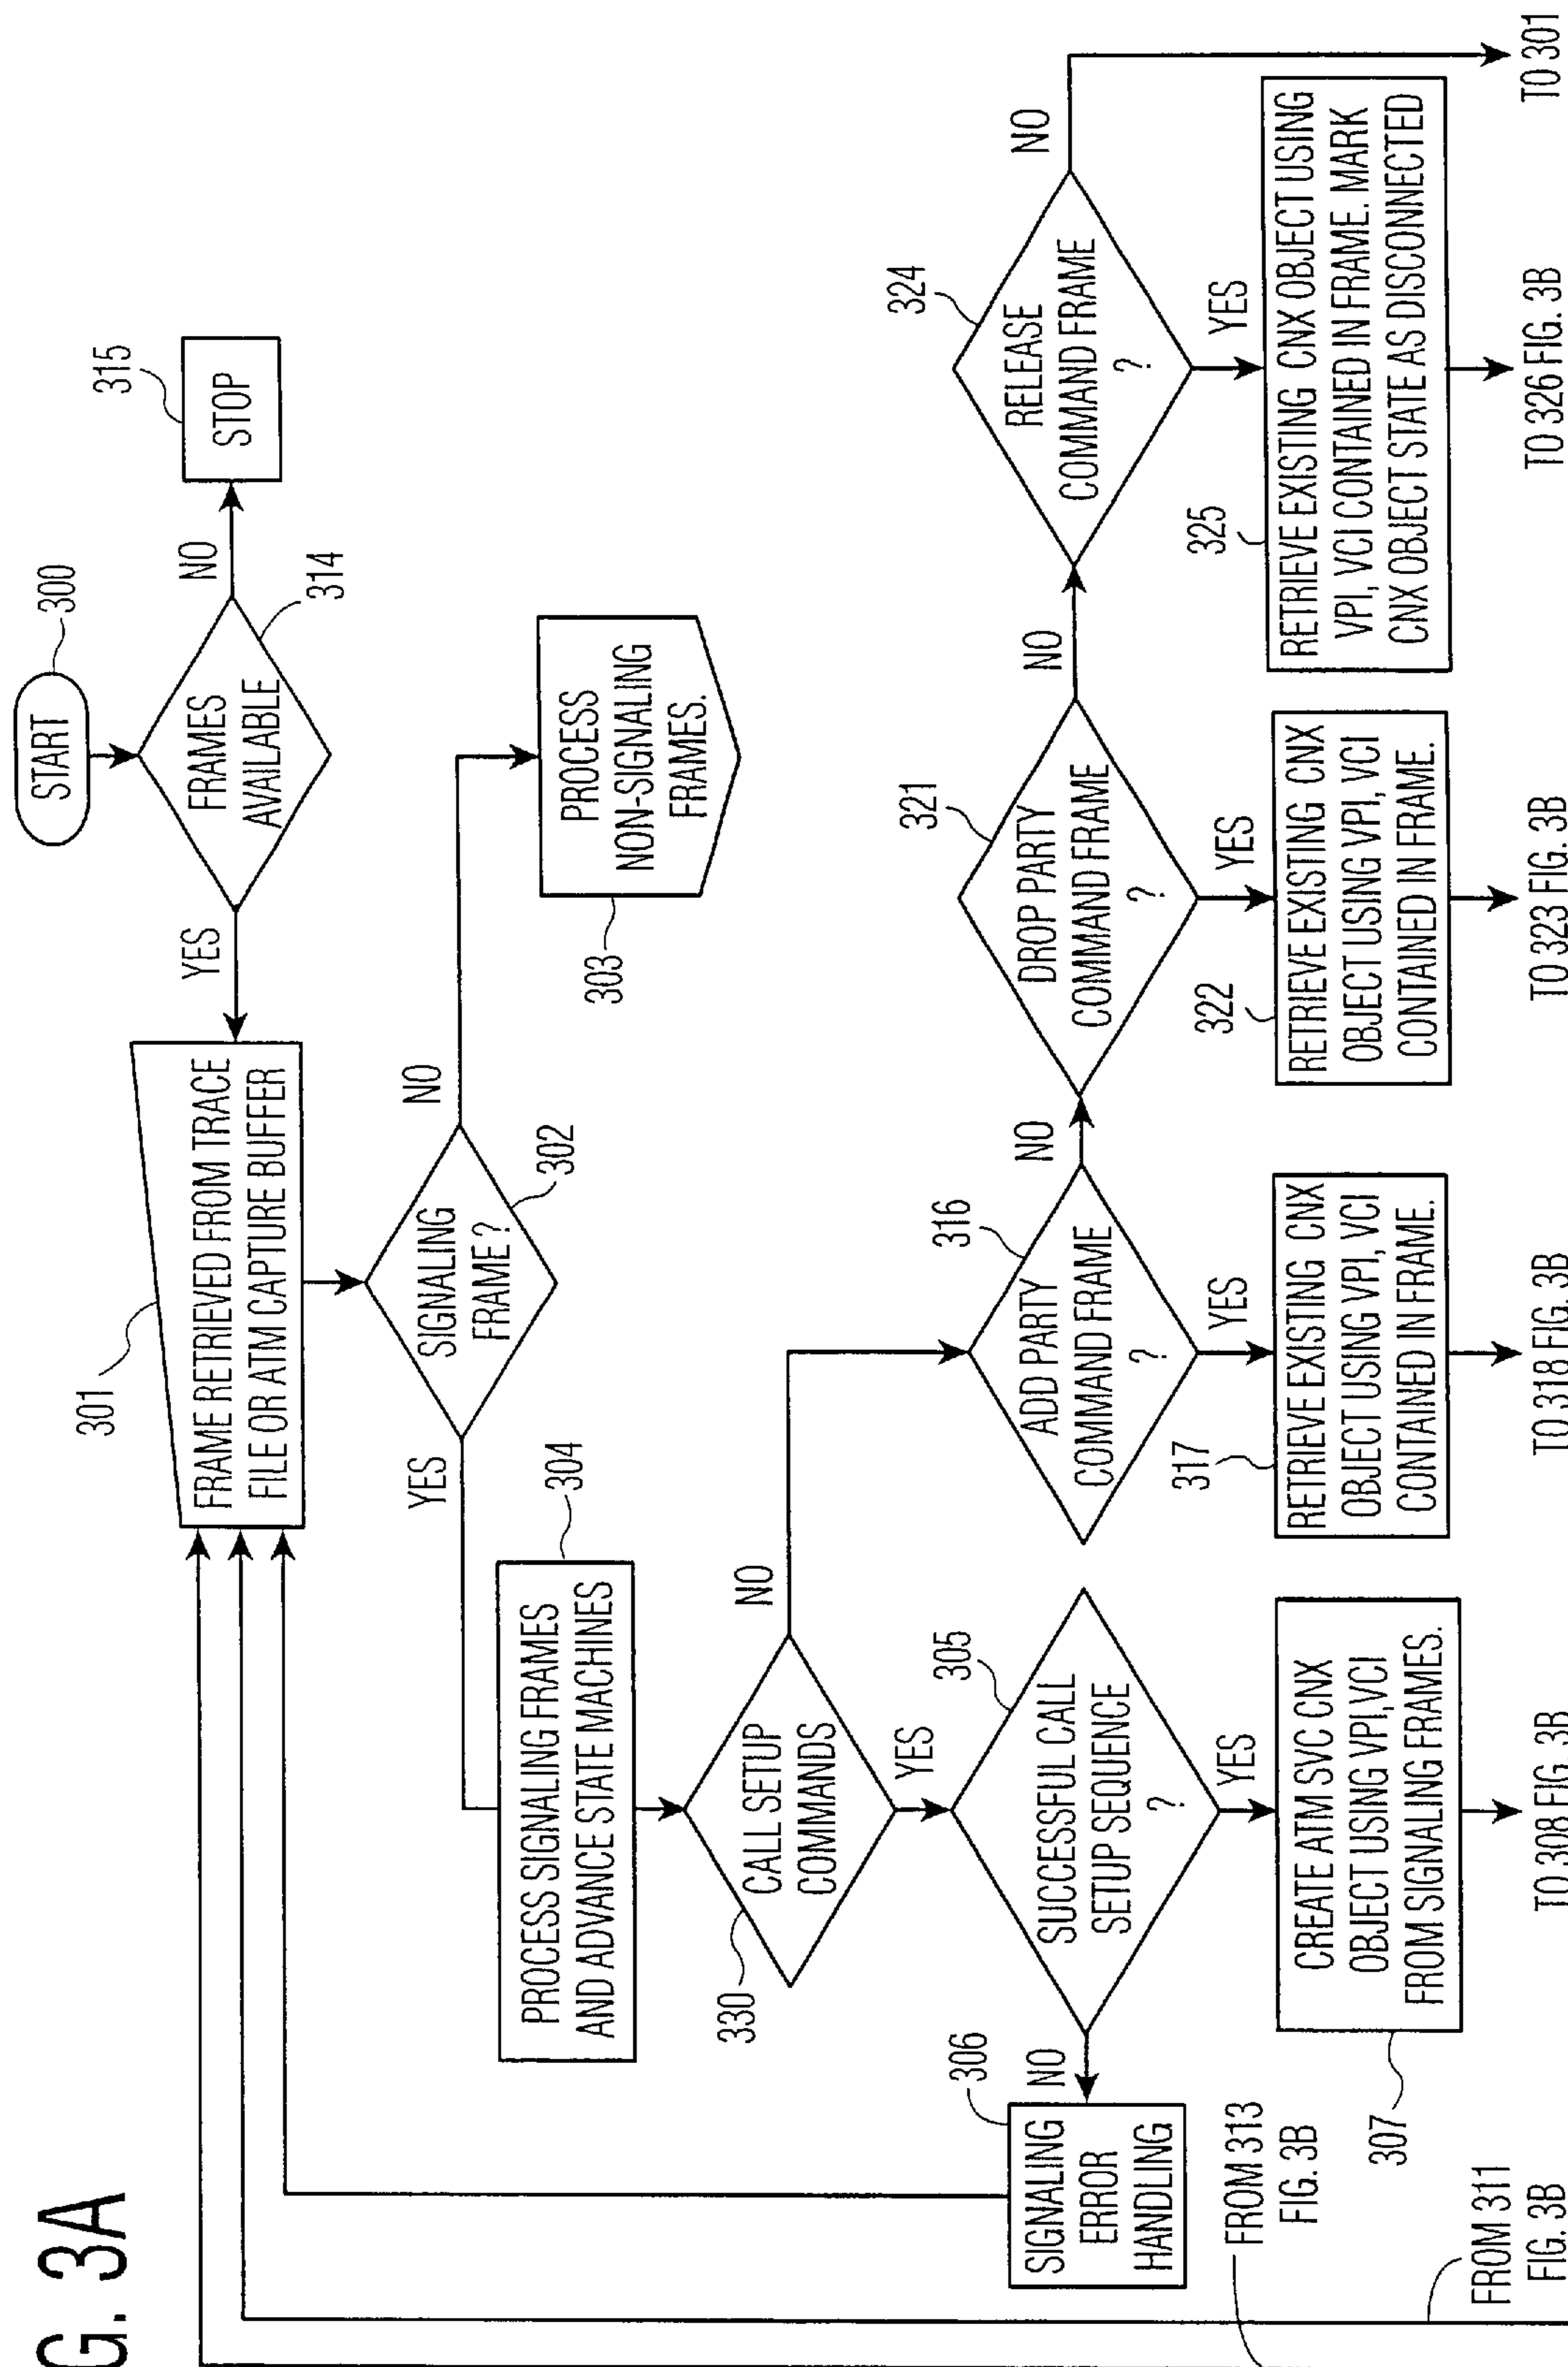 G. 3A
START
300
FRAMES
AVAILABLE
314
NO
STOP
315
YES
301
FRAME RETRIEVED FROM TRACE
FILE OR ATM CAPTURE BUFFER
SIGNALING
FRAME?
302
NO
PROCESS
NON-SIGNALING
FRAMES.
303
YES
304
PROCESS SIGNALING FRAMES
AND ADVANCE STATE MACHINES
CALL SETUP
COMMANDS
330
NO
YES
305
SUCCESSFUL CALL
SETUP SEQUENCE
?
NO
306
SIGNALING
ERROR
HANDLING
YES
CREATE ATM SVC CNX
OBJECT USING VPI,VCI
FROM SIGNALING FRAMES.
307
TO 308 FIG. 3B
316
ADD PARTY
COMMAND FRAME
?
NO
YES
317
RETRIEVE EXISTING CNX
OBJECT USING VPI, VCI
CONTAINED IN FRAME.
TO 318 FIG. 3B
321
DROP PARTY
COMMAND FRAME
?
NO
YES
322
RETRIEVE EXISTING CNX
OBJECT USING VPI, VCI
CONTAINED IN FRAME.
TO 323 FIG. 3B
324
RELEASE
COMMAND FRAME
?
NO
YES
325
RETRIEVE EXISTING CNX OBJECT USING
VPI, VCI CONTAINED IN FRAME. MARK
CNX OBJECT STATE AS DISCONNECTED
TO 326 FIG. 3B
TO 301
FROM 313
FIG. 3B
FROM 311
FIG. 3B